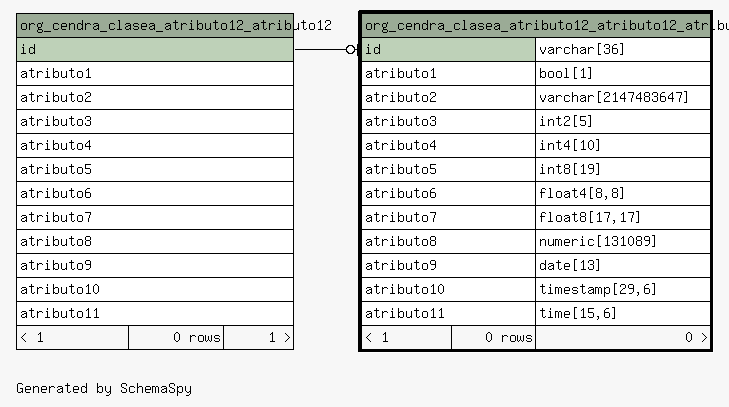 org_cendra_clasea_atributo12_atributo12
id
atributo1
atributo2
atributo3
atributo4
atributo5
atributo6
atributo7
atributo8
atributo9
atributo10
atributo11
< 1 0 rows 1 >
org_cendra_clasea_atributo12_atributo12_atribu
id varchar[36]
atributo1 bool[1]
atributo2 varchar[2147483647]
atributo3 int2[5]
atributo4 int4[10]
atributo5 int8[19]
atributo6 float4[8,8]
atributo7 float8[17,17]
atributo8 numeric[131089]
atributo9 date[13]
atributo10 timestamp[29,6]
atributo11 time[15,6]
< 1 0 rows 0 >
Generated by SchemaSpy